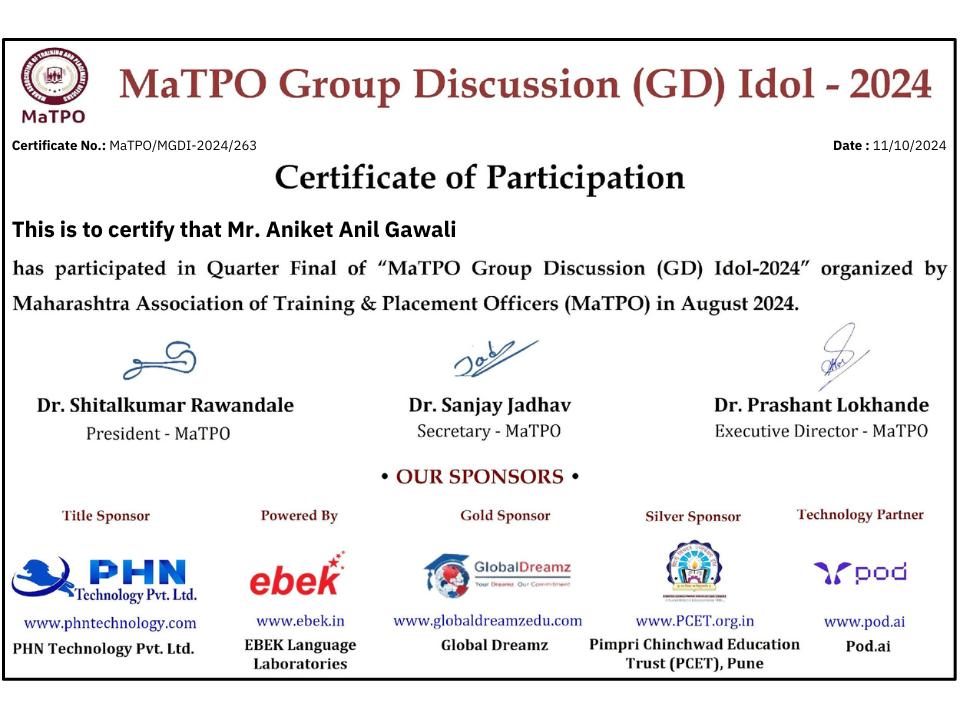 MaTPO
MaTPO Group Discussion (GD) Idol - 2024
Certificate No.: MaTPO/MGDI-2024/263
Date : 11/10/2024
Certificate of Participation
This is to certify that Mr. Aniket Anil Gawali
has participated in Quarter Final of “MaTPO Group Discussion (GD) Idol-2024” organized by
Maharashtra Association of Training & Placement Officers (MaTPO) in August 2024.
Dr. Shitalkumar Rawandale
President - MaTPO
Dr. Sanjay Jadhav
Secretary - MaTPO
Dr. Prashant Lokhande
Executive Director - MaTPO
• OUR SPONSORS •
Title Sponsor
PHN
Technology Pvt. Ltd.
www.phntechnology.com
PHN Technology Pvt. Ltd.
Powered By
ebek
www.ebek.in
EBEK Language
Laboratories
Gold Sponsor
GlobalDreamz
Your Dreams. Our Commitment
www.globaldreamzedu.com
Global Dreamz
Silver Sponsor
www.PCET.org.in
Pimpri Chinchwad Education
Trust (PCET), Pune
Technology Partner
pod
www.pod.ai
Pod.ai